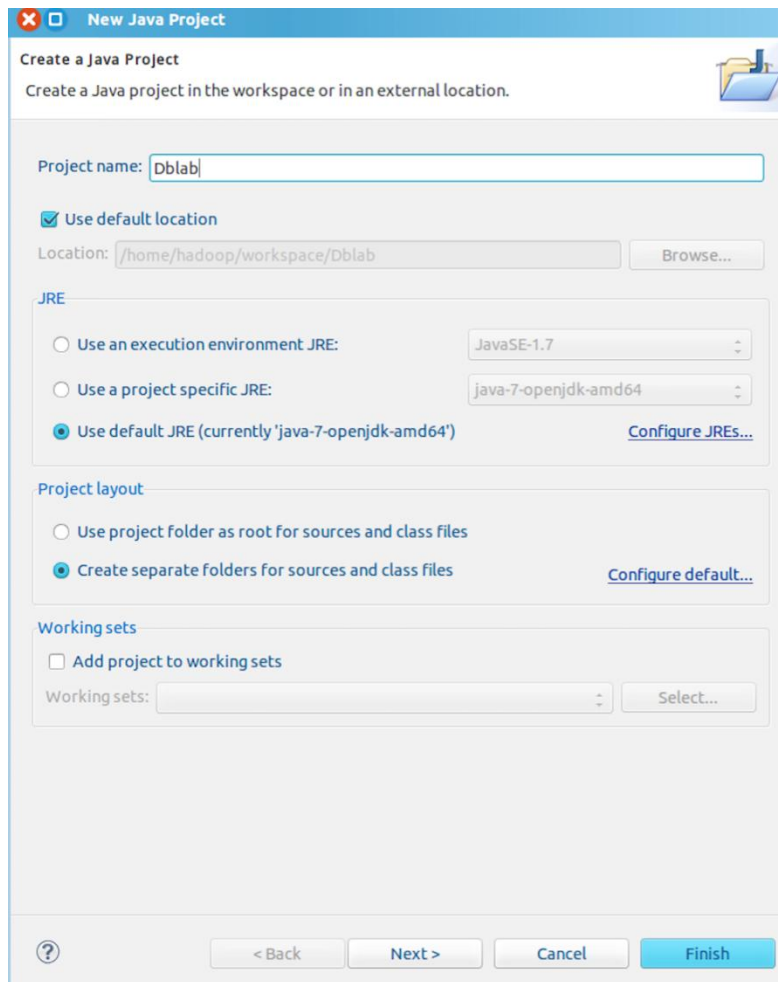 New Java Project
Create a Java Project
Create a Java project in the workspace or in an external location.
Project name: Dblab
Use default location
Location: /home/hadoop/workspace/Dblab Browse...
JRE
Use an execution environment JRE: JavaSE-1.7
Use a project specific JRE: java-7-openjdk-amd64
Use default JRE (currently 'java-7-openjdk-amd64') Configure JREs...
Project layout
Use project folder as root for sources and class files
Create separate folders for sources and class files Configure default...
Working sets
Add project to working sets
Working sets: Select...
? < Back Next > Cancel Finish